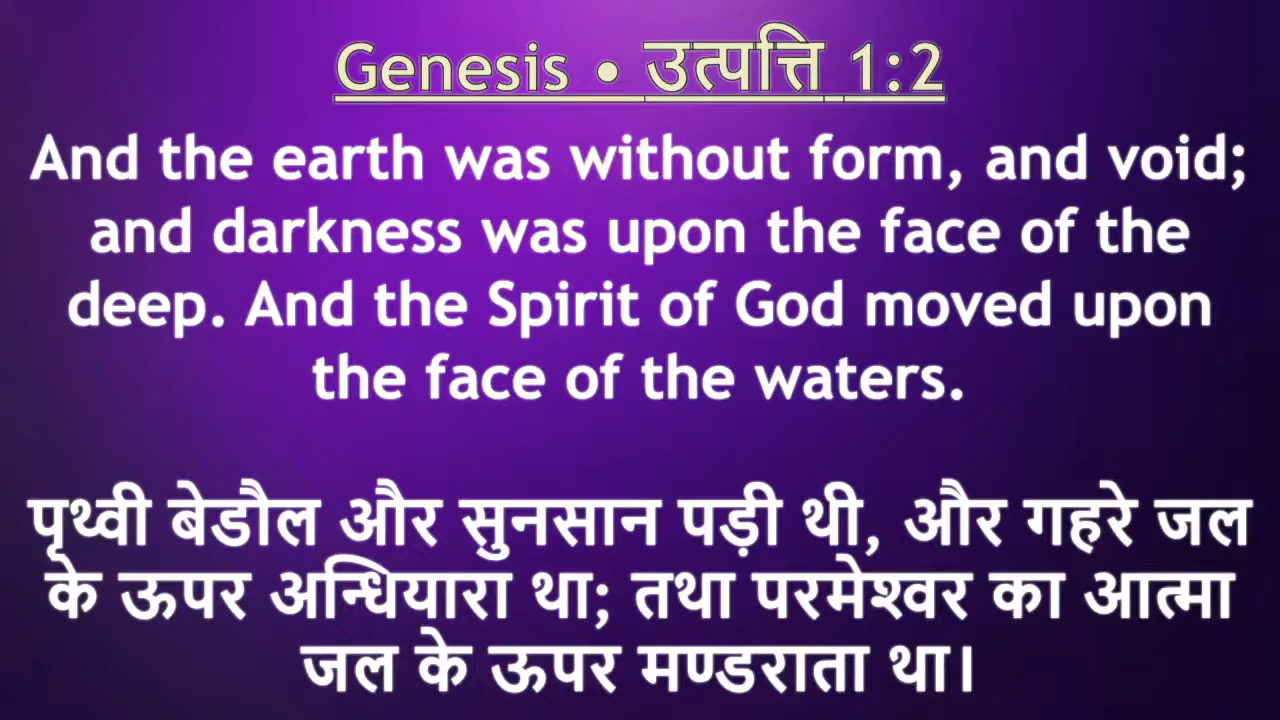 Genesis • उत्पत्ति 1:2
And the earth was without form, and void;
and darkness was upon the face of the
deep. And the Spirit of God moved upon
the face of the waters.
पृथ्वी बेडौल और सुनसान पड़ी थी, और गहरे जल
के ऊपर अन्धियारा था; तथा परमेश्वर का आत्मा
जल के ऊपर मण्डराता था।